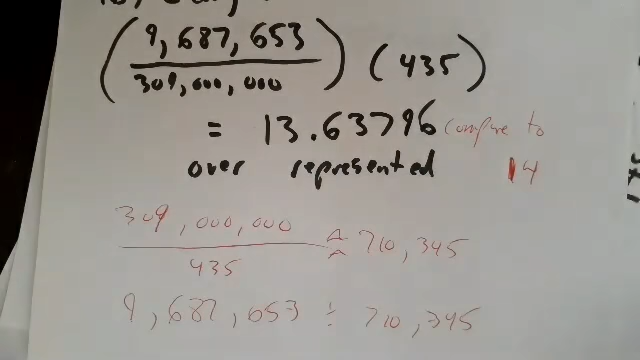 9,687,653
309,000,000
(435)
= 13.63796 compare to
over represented 14
309,000,000
435
≈ 710,345
9,687,653 ÷ 710,345